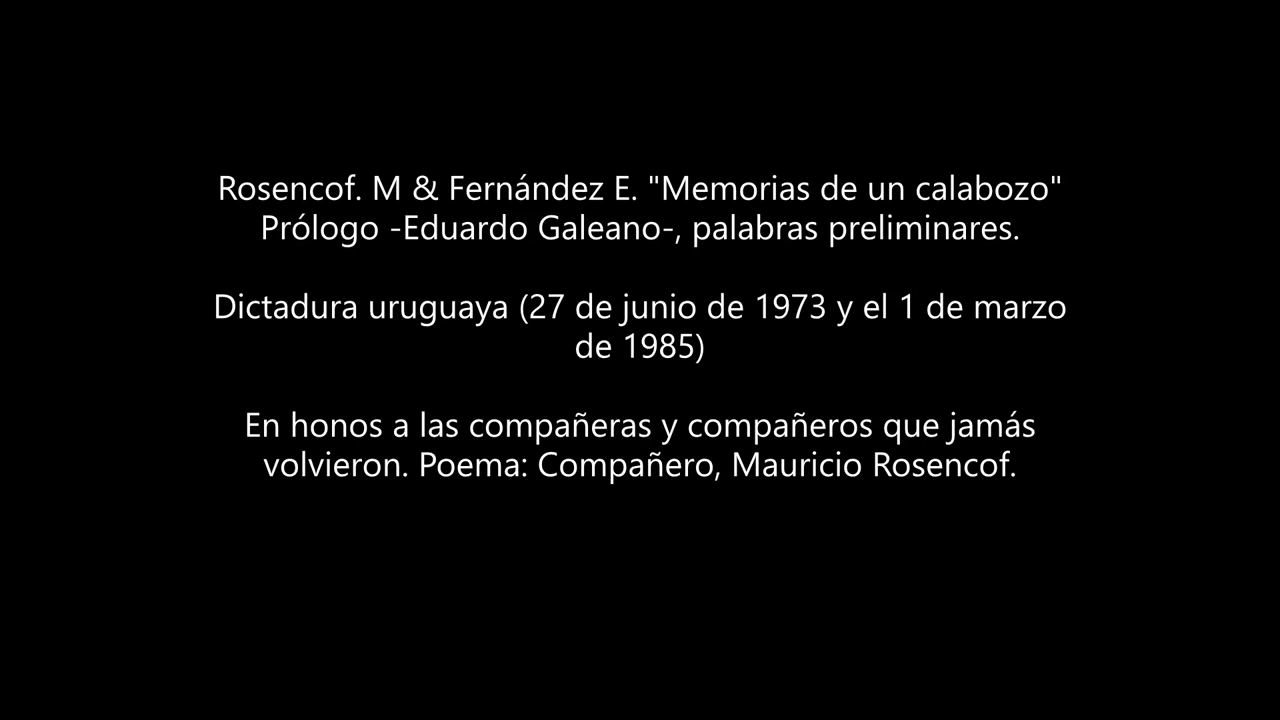 Rosencof. M & Fernández E. "Memorias de un calabozo"
Prólogo -Eduardo Galeano-, palabras preliminares.
Dictadura uruguaya (27 de junio de 1973 y el 1 de marzo
de 1985)
En honos a las compañeras y compañeros que jamás
volvieron. Poema: Compañero, Mauricio Rosencof.